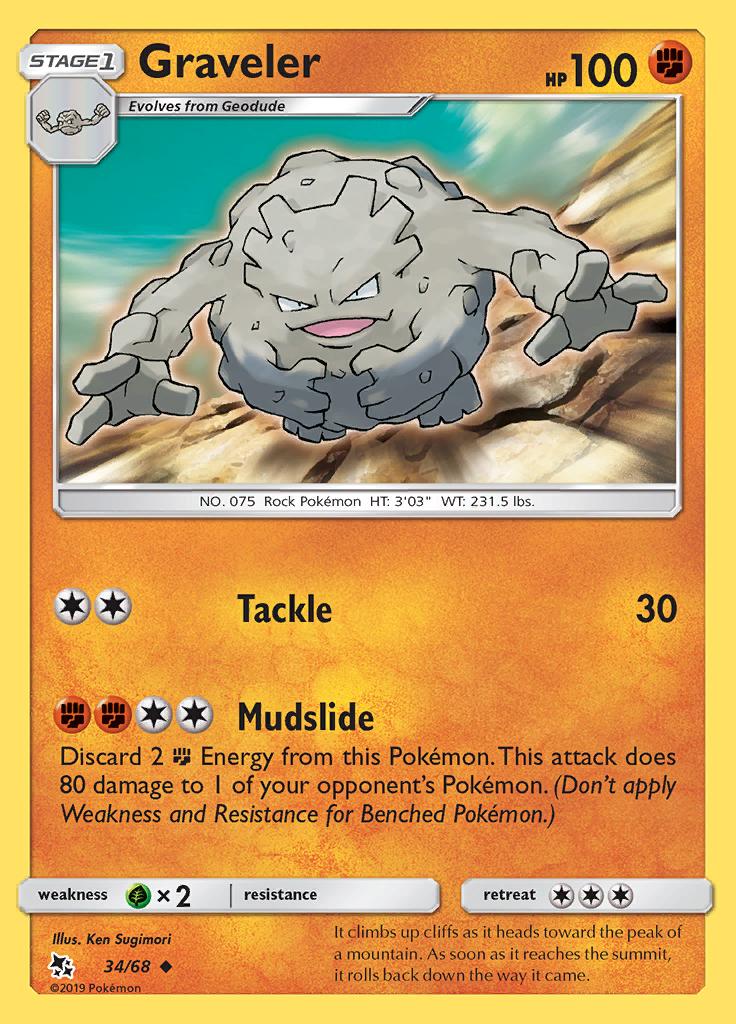 STAGE1
Graveler
HP 100
Evolves from Geodude
NO. 075 Rock Pokémon HT: 3'03" WT: 231.5 lbs.
Tackle 30
Mudslide
Discard 2 Energy from this Pokémon. This attack does
80 damage to 1 of your opponent's Pokémon. (Don't apply
Weakness and Resistance for Benched Pokémon.)
weakness × 2 resistance retreat
Illus. Ken Sugimori
34/68
©2019 Pokémon
It climbs up cliffs as it heads toward the peak of
a mountain. As soon as it reaches the summit,
it rolls back down the way it came.